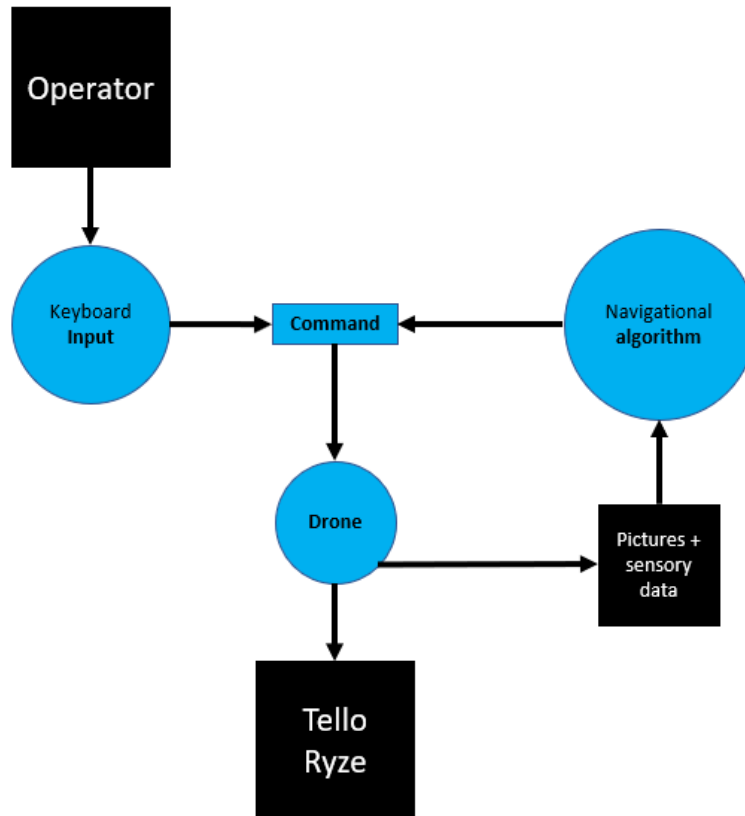 Operator
Keyboard
Input
Command
Navigational
algorithm
Drone
Pictures +
sensory
data
Tello
Ryze